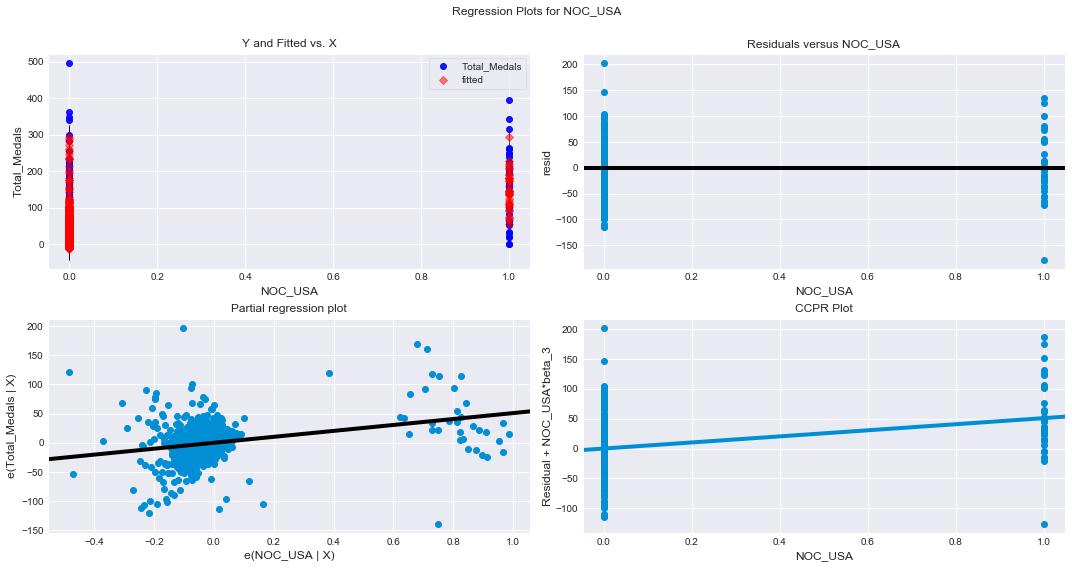 Regression Plots for NOC_USA
Y and Fitted vs. X
500
400
300
200
100
0
Total_Medals
Total_Medals
fitted
0.0 0.2 0.4 0.6 0.8 1.0
NOC_USA
Residuals versus NOC_USA
200
150
100
50
0
−50
−100
−150
resid
0.0 0.2 0.4 0.6 0.8 1.0
NOC_USA
Partial regression plot
200
150
100
50
0
−50
−100
−150
e(Total_Medals | X)
−0.4 −0.2 0.0 0.2 0.4 0.6 0.8 1.0
e(NOC_USA | X)
CCPR Plot
200
150
100
50
0
−50
−100
Residual + NOC_USA*beta_3
0.0 0.2 0.4 0.6 0.8 1.0
NOC_USA